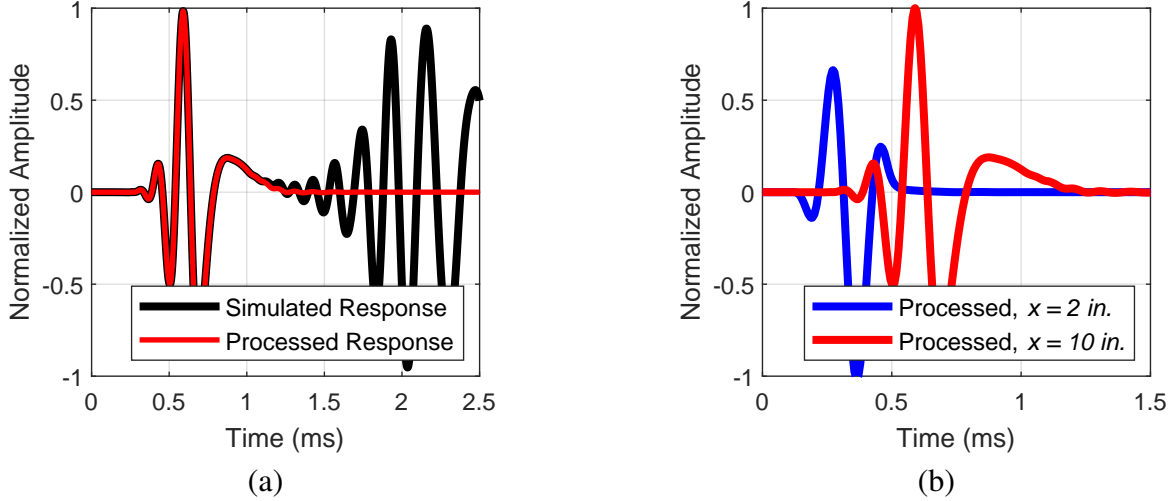 1
0.5
0
-0.5
-1
Normalized Amplitude
Simulated Response
Processed Response
0
0.5
1
1.5
2
2.5
Time (ms)
(a)
1
0.5
0
-0.5
-1
Normalized Amplitude
Processed, x = 2 in.
Processed, x = 10 in.
0
0.5
1
1.5
Time (ms)
(b)